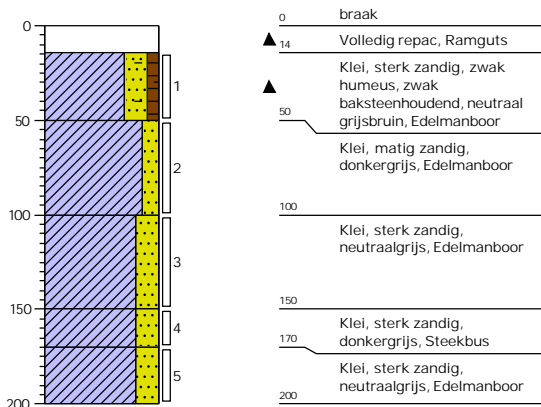 0
50
100
150
200
1
2
3
4
5
0 braak
14 Volledig repac, Ramguts
Klei, sterk zandig, zwak
humeus, zwak
baksteenhoudend, neutraal
grijsbruin, Edelmanboor
50
Klei, matig zandig,
donkergrijs, Edelmanboor
100
Klei, sterk zandig,
neutraalgrijs, Edelmanboor
150
Klei, sterk zandig,
donkergrijs, Steekbus
170
Klei, sterk zandig,
neutraalgrijs, Edelmanboor
200